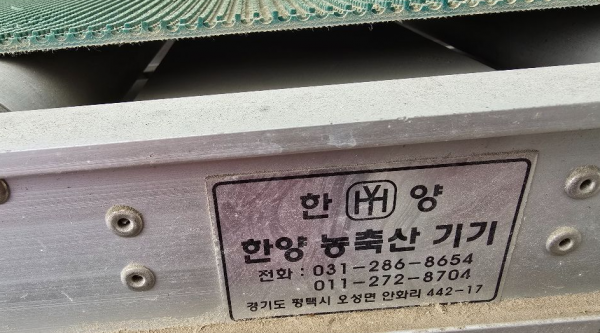 한 HY 양
한양 농축산 기기
전화 : 031-286-8654
011-272-8704
경기도 평택시 오성면 안화리 442-17